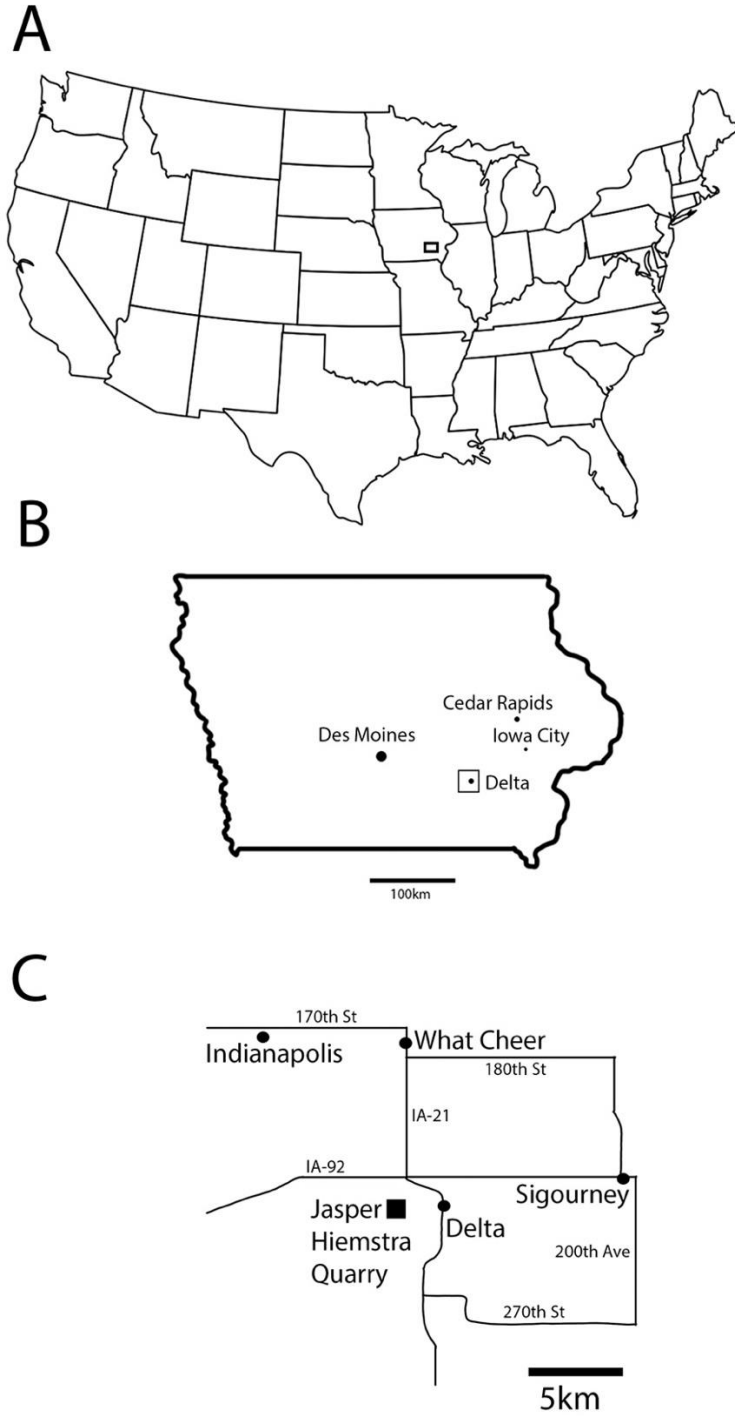 A
B
Cedar Rapids
Des Moines
Iowa City
Delta
100km
C
170th St
What Cheer
Indianapolis
180th St
IA-21
IA-92
Sigourney
Jasper
Hiemstra
Quarry
Delta
200th Ave
270th St
5km